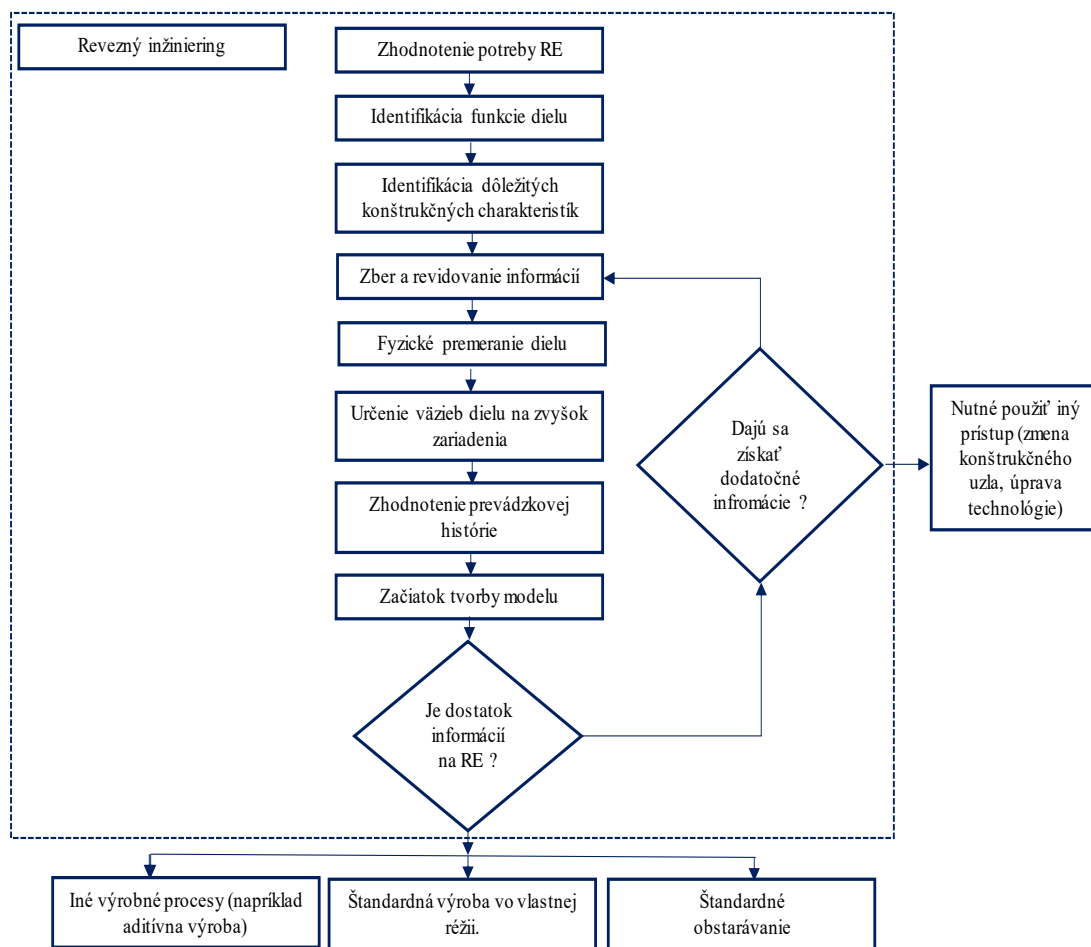 Revezný inžiniering
Zhodnotenie potreby RE
Identifikácia funkcie dielu
Identifikácia dôležitých
konštrukčných charakteristík
Zber a revidovanie informácií
Fyzické premeranie dielu
Určenie väzieb dielu na zvyšok
zariadenia
Zhodnotenie prevádzkovej
histórie
Začiatok tvorby modelu
Je dostatok
informácií
na RE ?
Dajú sa
získať
dodatočné
infromácie ?
Nutné použiť iný
prístup (zmena
konštrukčného
uzla, úprava
technológie)
Iné výrobné procesy (napríklad
aditívna výroba)
Štandardná výroba vo vlastnej
réžii.
Štandardné
obstarávanie